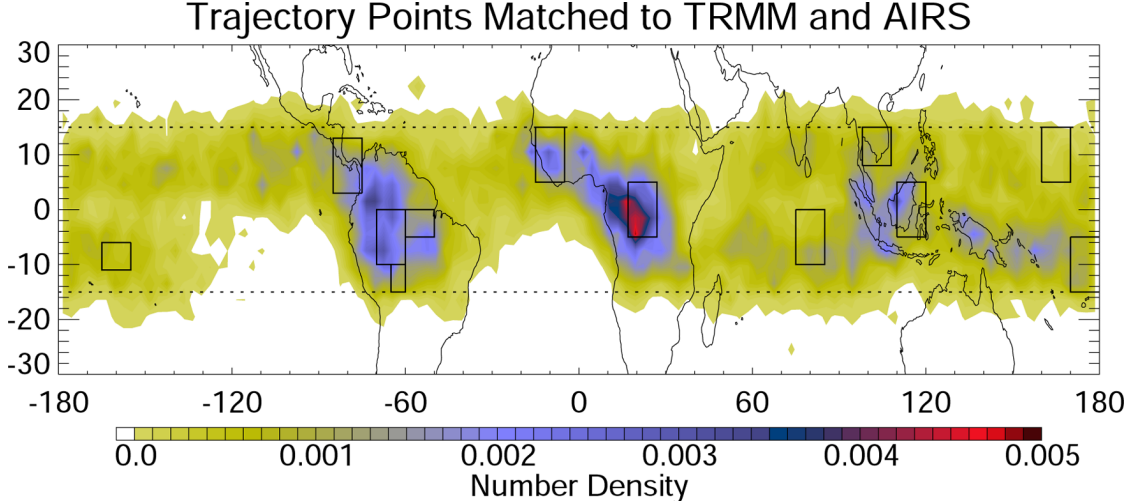 Trajectory Points Matched to TRMM and AIRS
30
20
10
0
-10
-20
-30
-180 -120 -60 0 60 120 180
0.0 0.001 0.002 0.003 0.004 0.005
Number Density